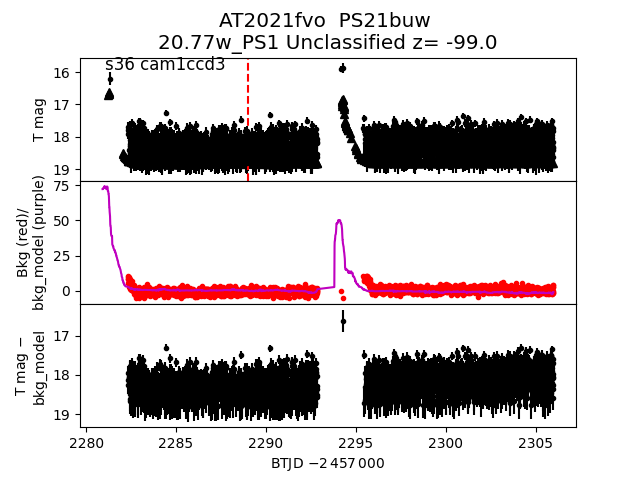 AT2021fvo  PS21buw
20.77w_PS1 Unclassified z= -99.0
s36 cam1ccd3
16
17
18
19
T mag
75
50
25
0
Bkg (red)/
bkg_model (purple)
17
18
19
T mag −
bkg_model
2280
2285
2290
2295
2300
2305
BTJD −2 457 000